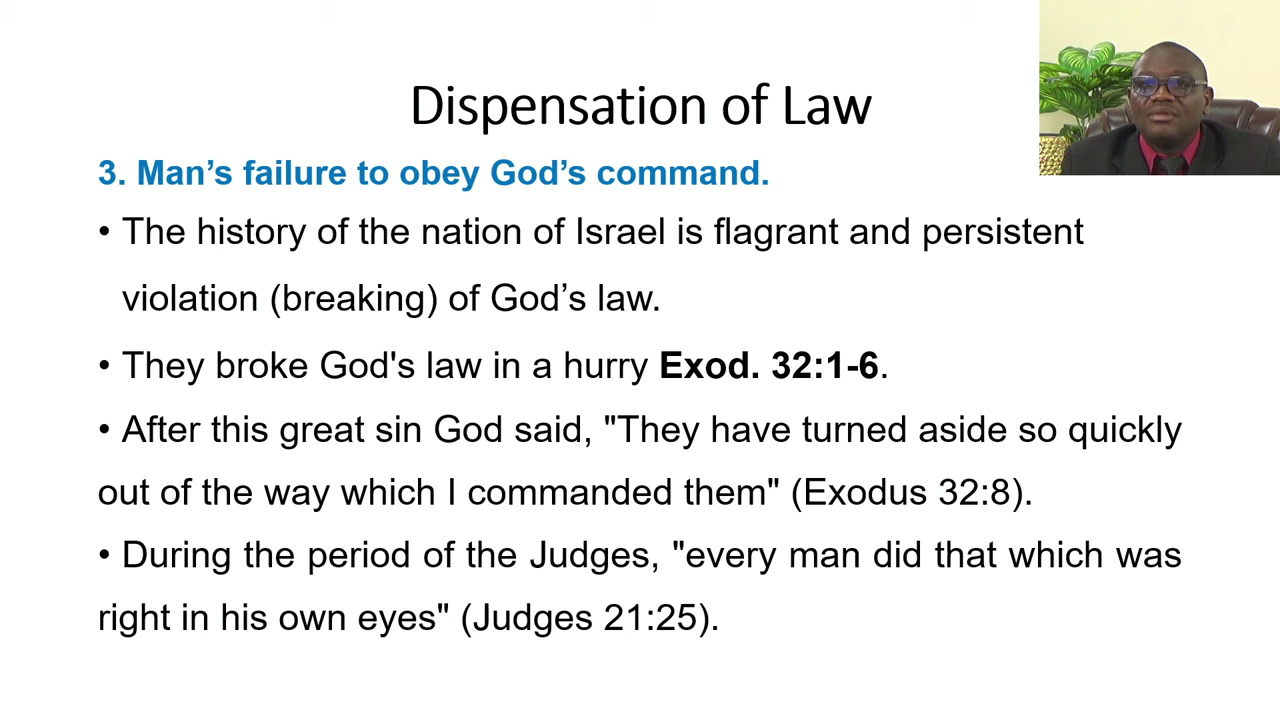 Dispensation of Law
3. Man’s failure to obey God’s command.
• The history of the nation of Israel is flagrant and persistent
violation (breaking) of God’s law.
• They broke God's law in a hurry Exod. 32:1-6.
• After this great sin God said, "They have turned aside so quickly
out of the way which I commanded them" (Exodus 32:8).
• During the period of the Judges, "every man did that which was
right in his own eyes" (Judges 21:25).